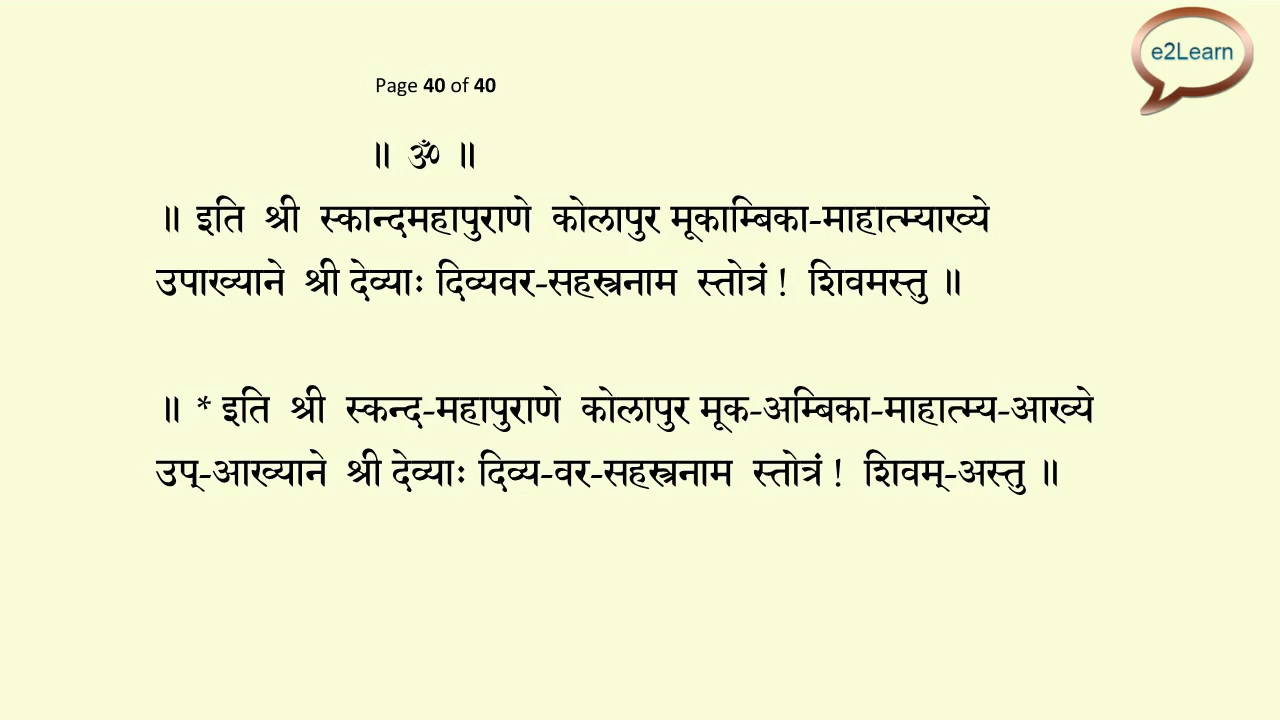 e2Learn
Page 40 of 40
॥ ॐ ॥
॥ इति श्री स्कान्दमहापुराणे कोलापुर मूकाम्बिका-माहात्म्याख्ये
उपाख्याने श्री देव्याः दिव्यवर-सहस्त्रनाम स्तोत्रं ! शिवमस्तु ॥
॥ * इति श्री स्कन्द-महापुराणे कोलापुर मूक-अम्बिका-माहात्म्य-आख्ये
उप्-आख्याने श्री देव्याः दिव्य-वर-सहस्त्रनाम स्तोत्रं ! शिवम्-अस्तु ॥